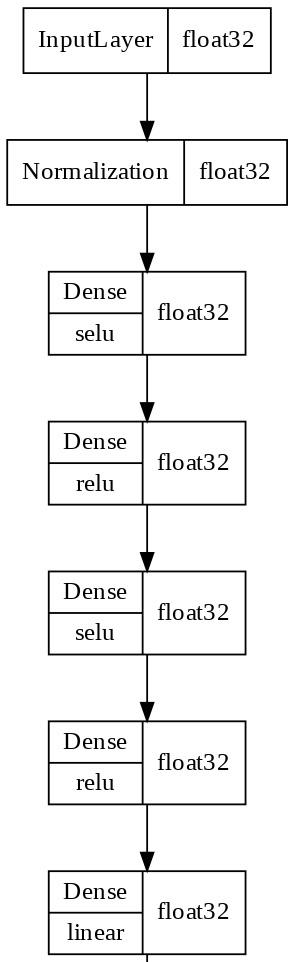 InputLayer float32
Normalization float32
Dense
selu
float32
Dense
relu
float32
Dense
selu
float32
Dense
relu
float32
Dense
linear
float32